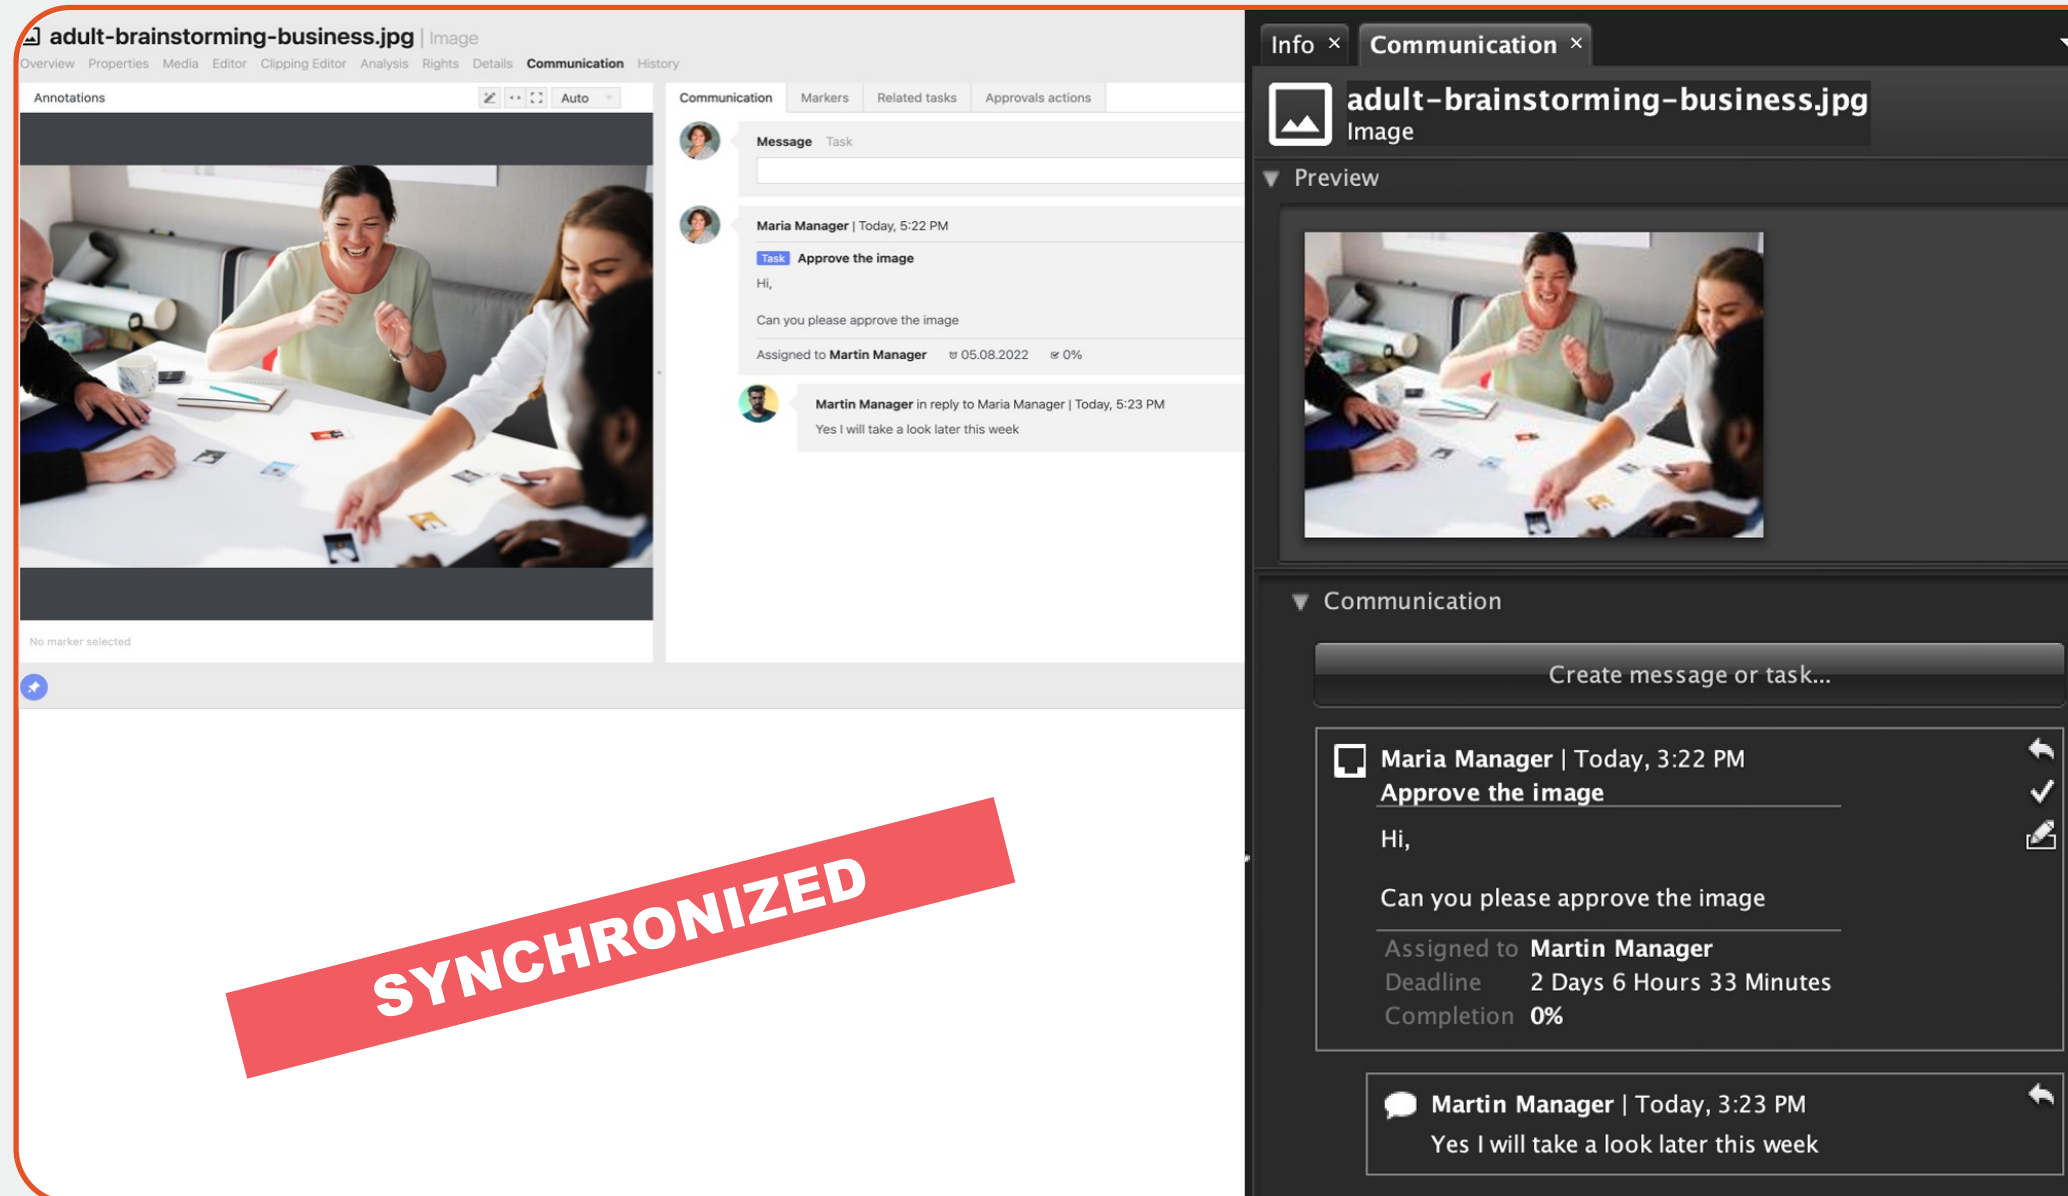 adult-brainstorming-business.jpg | Image
Overview Properties Media Editor Clipping Editor Analysis Rights Details Communication History
Annotations
Auto
Communication Markers Related tasks Approvals actions
Message Task
Maria Manager | Today, 5:22 PM
Task Approve the image
Hi,
Can you please approve the image
Assigned to Martin Manager 05.08.2022 0%
Martin Manager in reply to Maria Manager | Today, 5:23 PM
Yes I will take a look later this week
No marker selected
SYNCHRONIZED
Info × Communication ×
adult-brainstorming-business.jpg
Image
Preview
Communication
Create message or task...
Maria Manager | Today, 3:22 PM
Approve the image
Hi,
Can you please approve the image
Assigned to Martin Manager
Deadline 2 Days 6 Hours 33 Minutes
Completion 0%
Martin Manager | Today, 3:23 PM
Yes I will take a look later this week